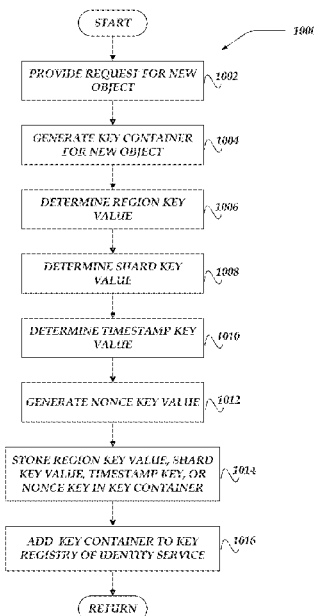 START
1000
PROVIDE REQUEST FOR NEW
OBJECT
1002
GENERATE KEY CONTAINER
FOR NEW OBJECT
1004
DETERMINE REGION KEY
VALUE
1006
DETERMINE SHARD KEY
VALUE
1008
DETERMINE TIMESTAMP KEY
VALUE
1010
GENERATE NONCE KEY VALUE
1012
STORE REGION KEY VALUE, SHARD
KEY VALUE, TIMESTAMP KEY, OR
NONCE KEY IN KEY CONTAINER
1014
ADD KEY CONTAINER TO KEY
REGISTRY OF IDENTITY SERVICE
1016
RETURN